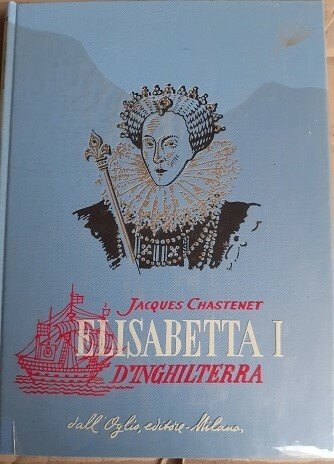 JACQUES CHASTENET
ELISABETTA I
D'INGHILTERRA
dall'Oglio, editore-Milano